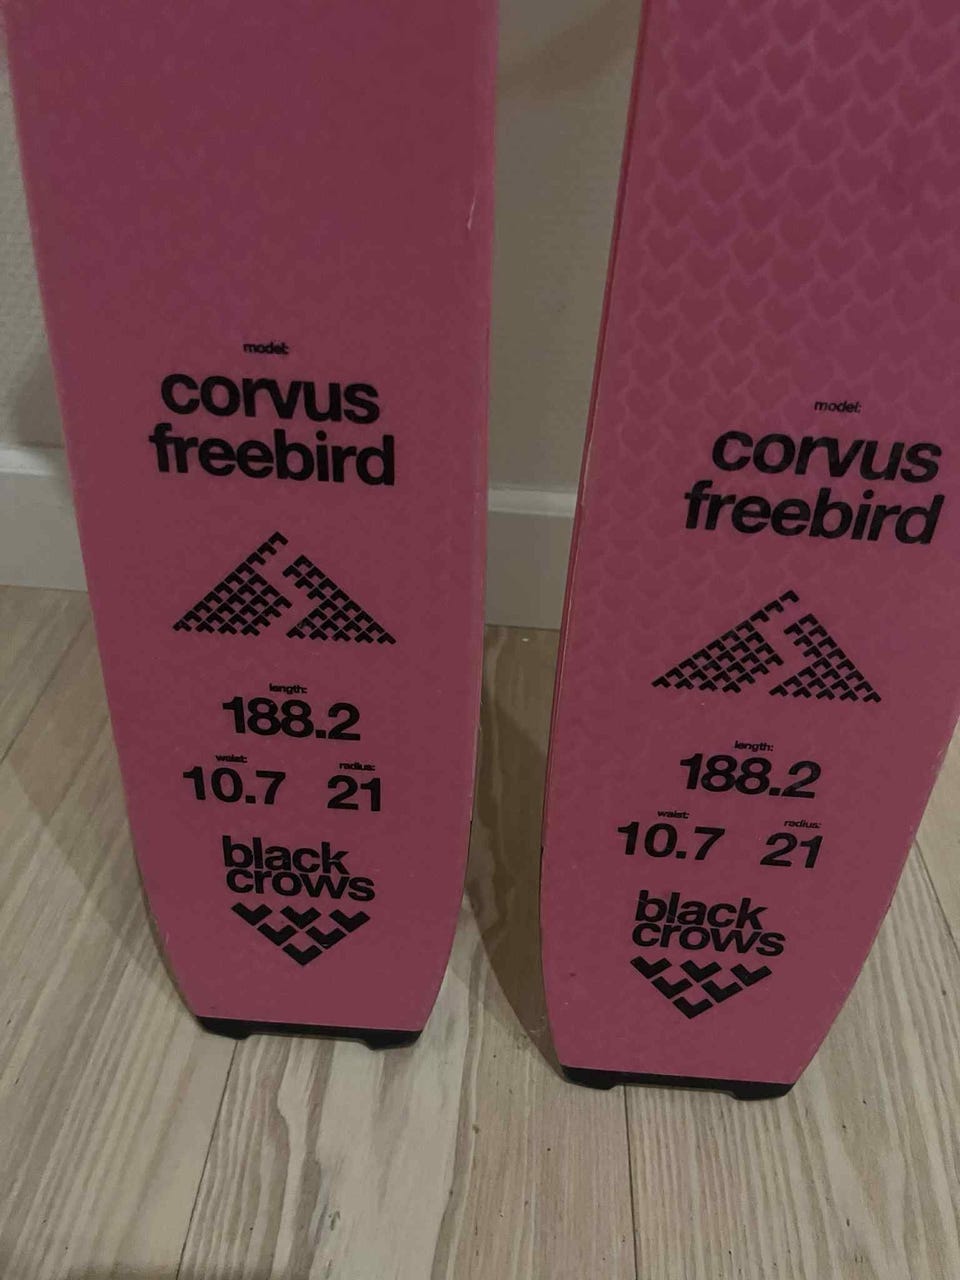 model:
corvus
freebird
length:
188.2
waist: radius:
10.7 21
black
crows
model:
corvus
freebird
length:
188.2
waist: radius:
10.7 21
black
crows